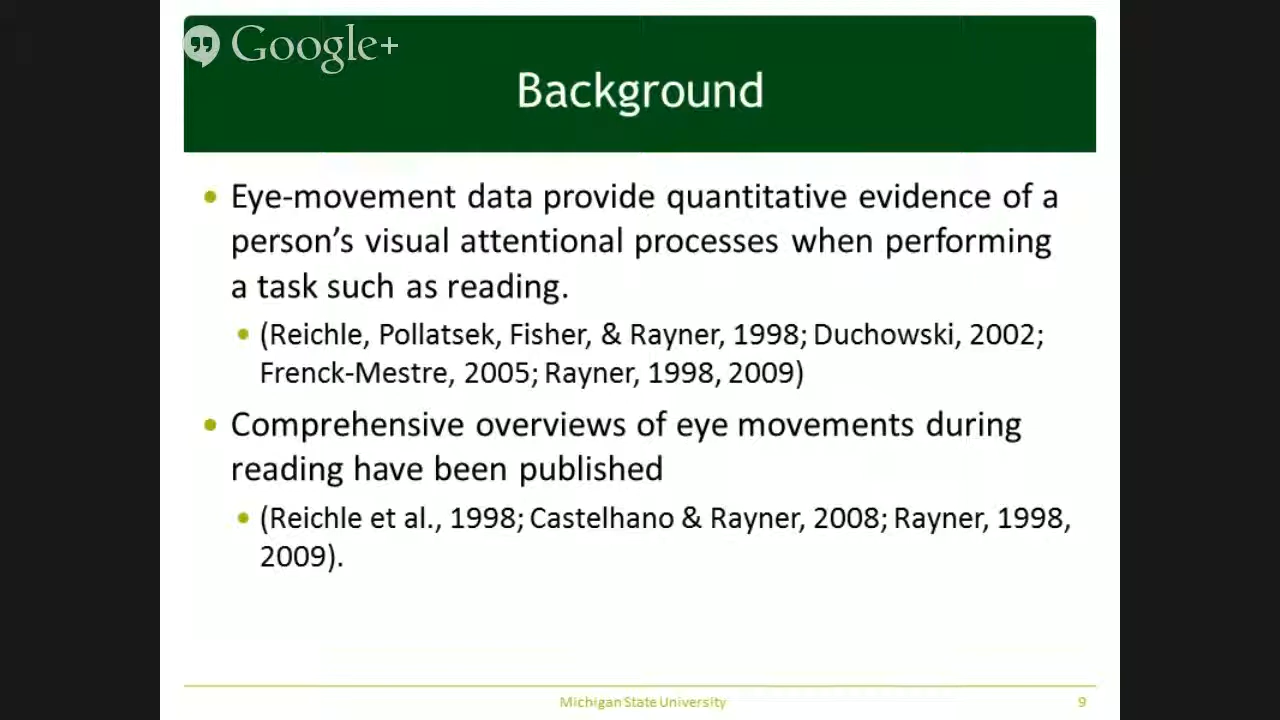 Google+
Background
Eye-movement data provide quantitative evidence of a
person's visual attentional processes when performing
a task such as reading.
(Reichle, Pollatsek, Fisher, & Rayner, 1998; Duchowski, 2002;
Frenck-Mestre, 2005; Rayner, 1998, 2009)
Comprehensive overviews of eye movements during
reading have been published
(Reichle et al., 1998; Castelhano & Rayner, 2008; Rayner, 1998,
2009).
Michigan State University
9